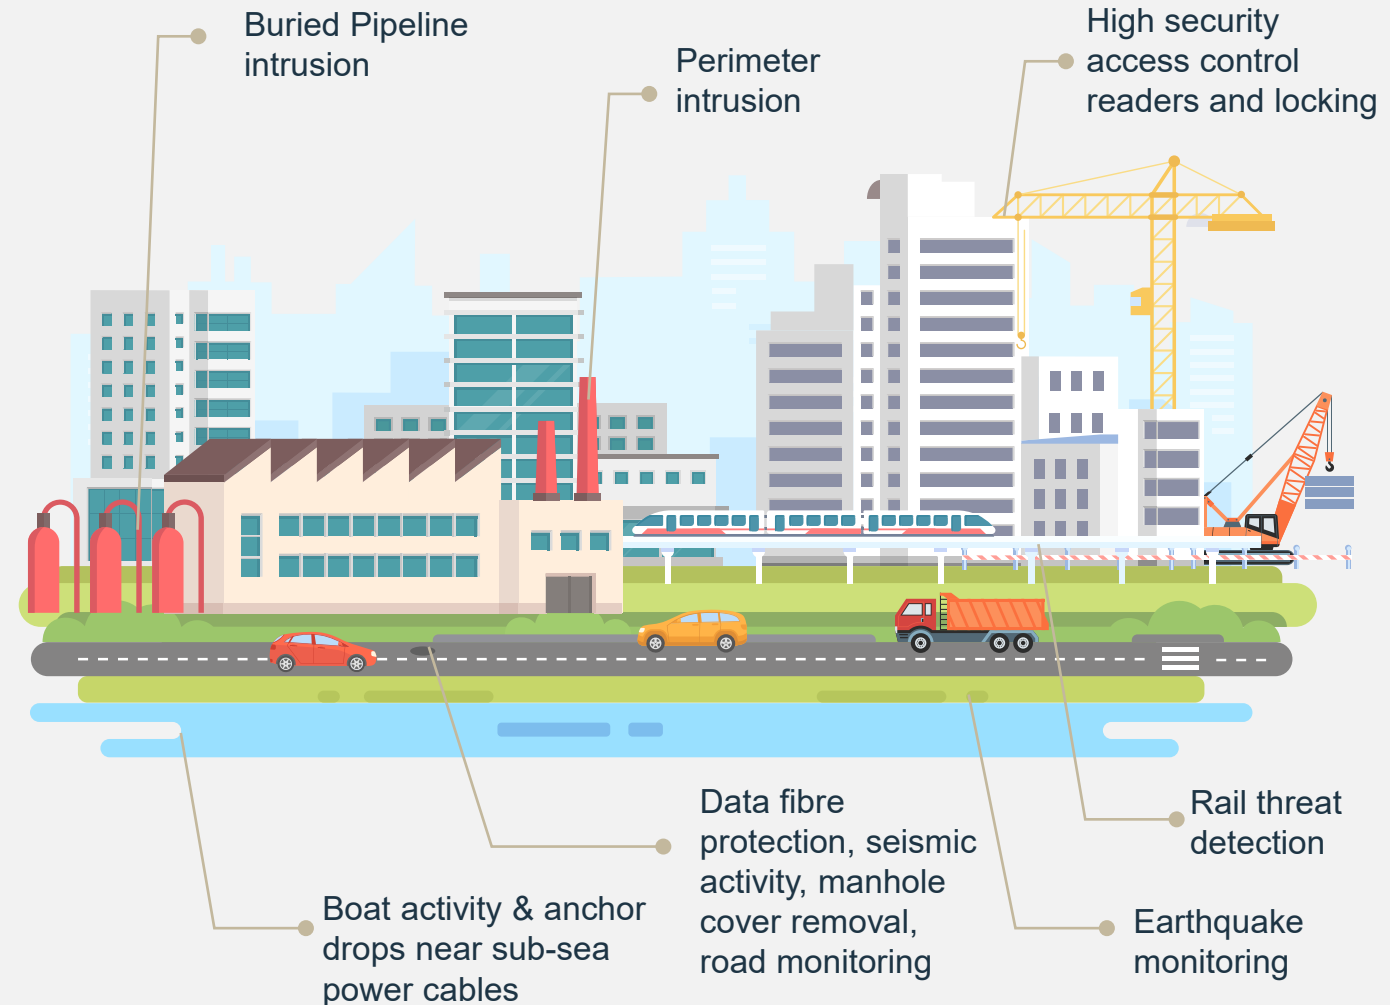 Buried Pipeline
intrusion
Perimeter
intrusion
High security
access control
readers and locking
Data fibre
protection, seismic
activity, manhole
cover removal,
road monitoring
Rail threat
detection
Boat activity & anchor
drops near sub-sea
power cables
Earthquake
monitoring